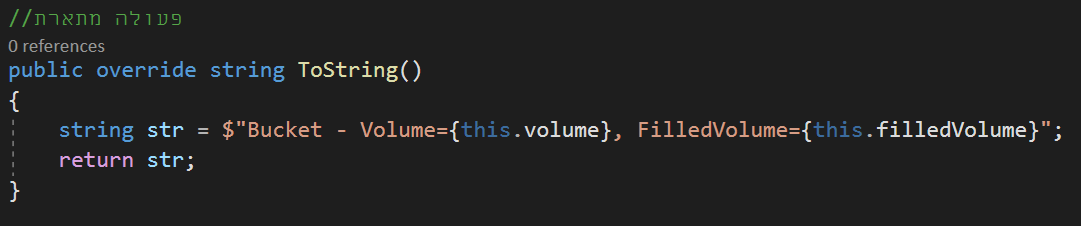 //פעולה מתארת
0 references
public override string ToString()
{
string str = $"Bucket - Volume={this.volume}, FilledVolume={this.filledVolume}";
return str;
}